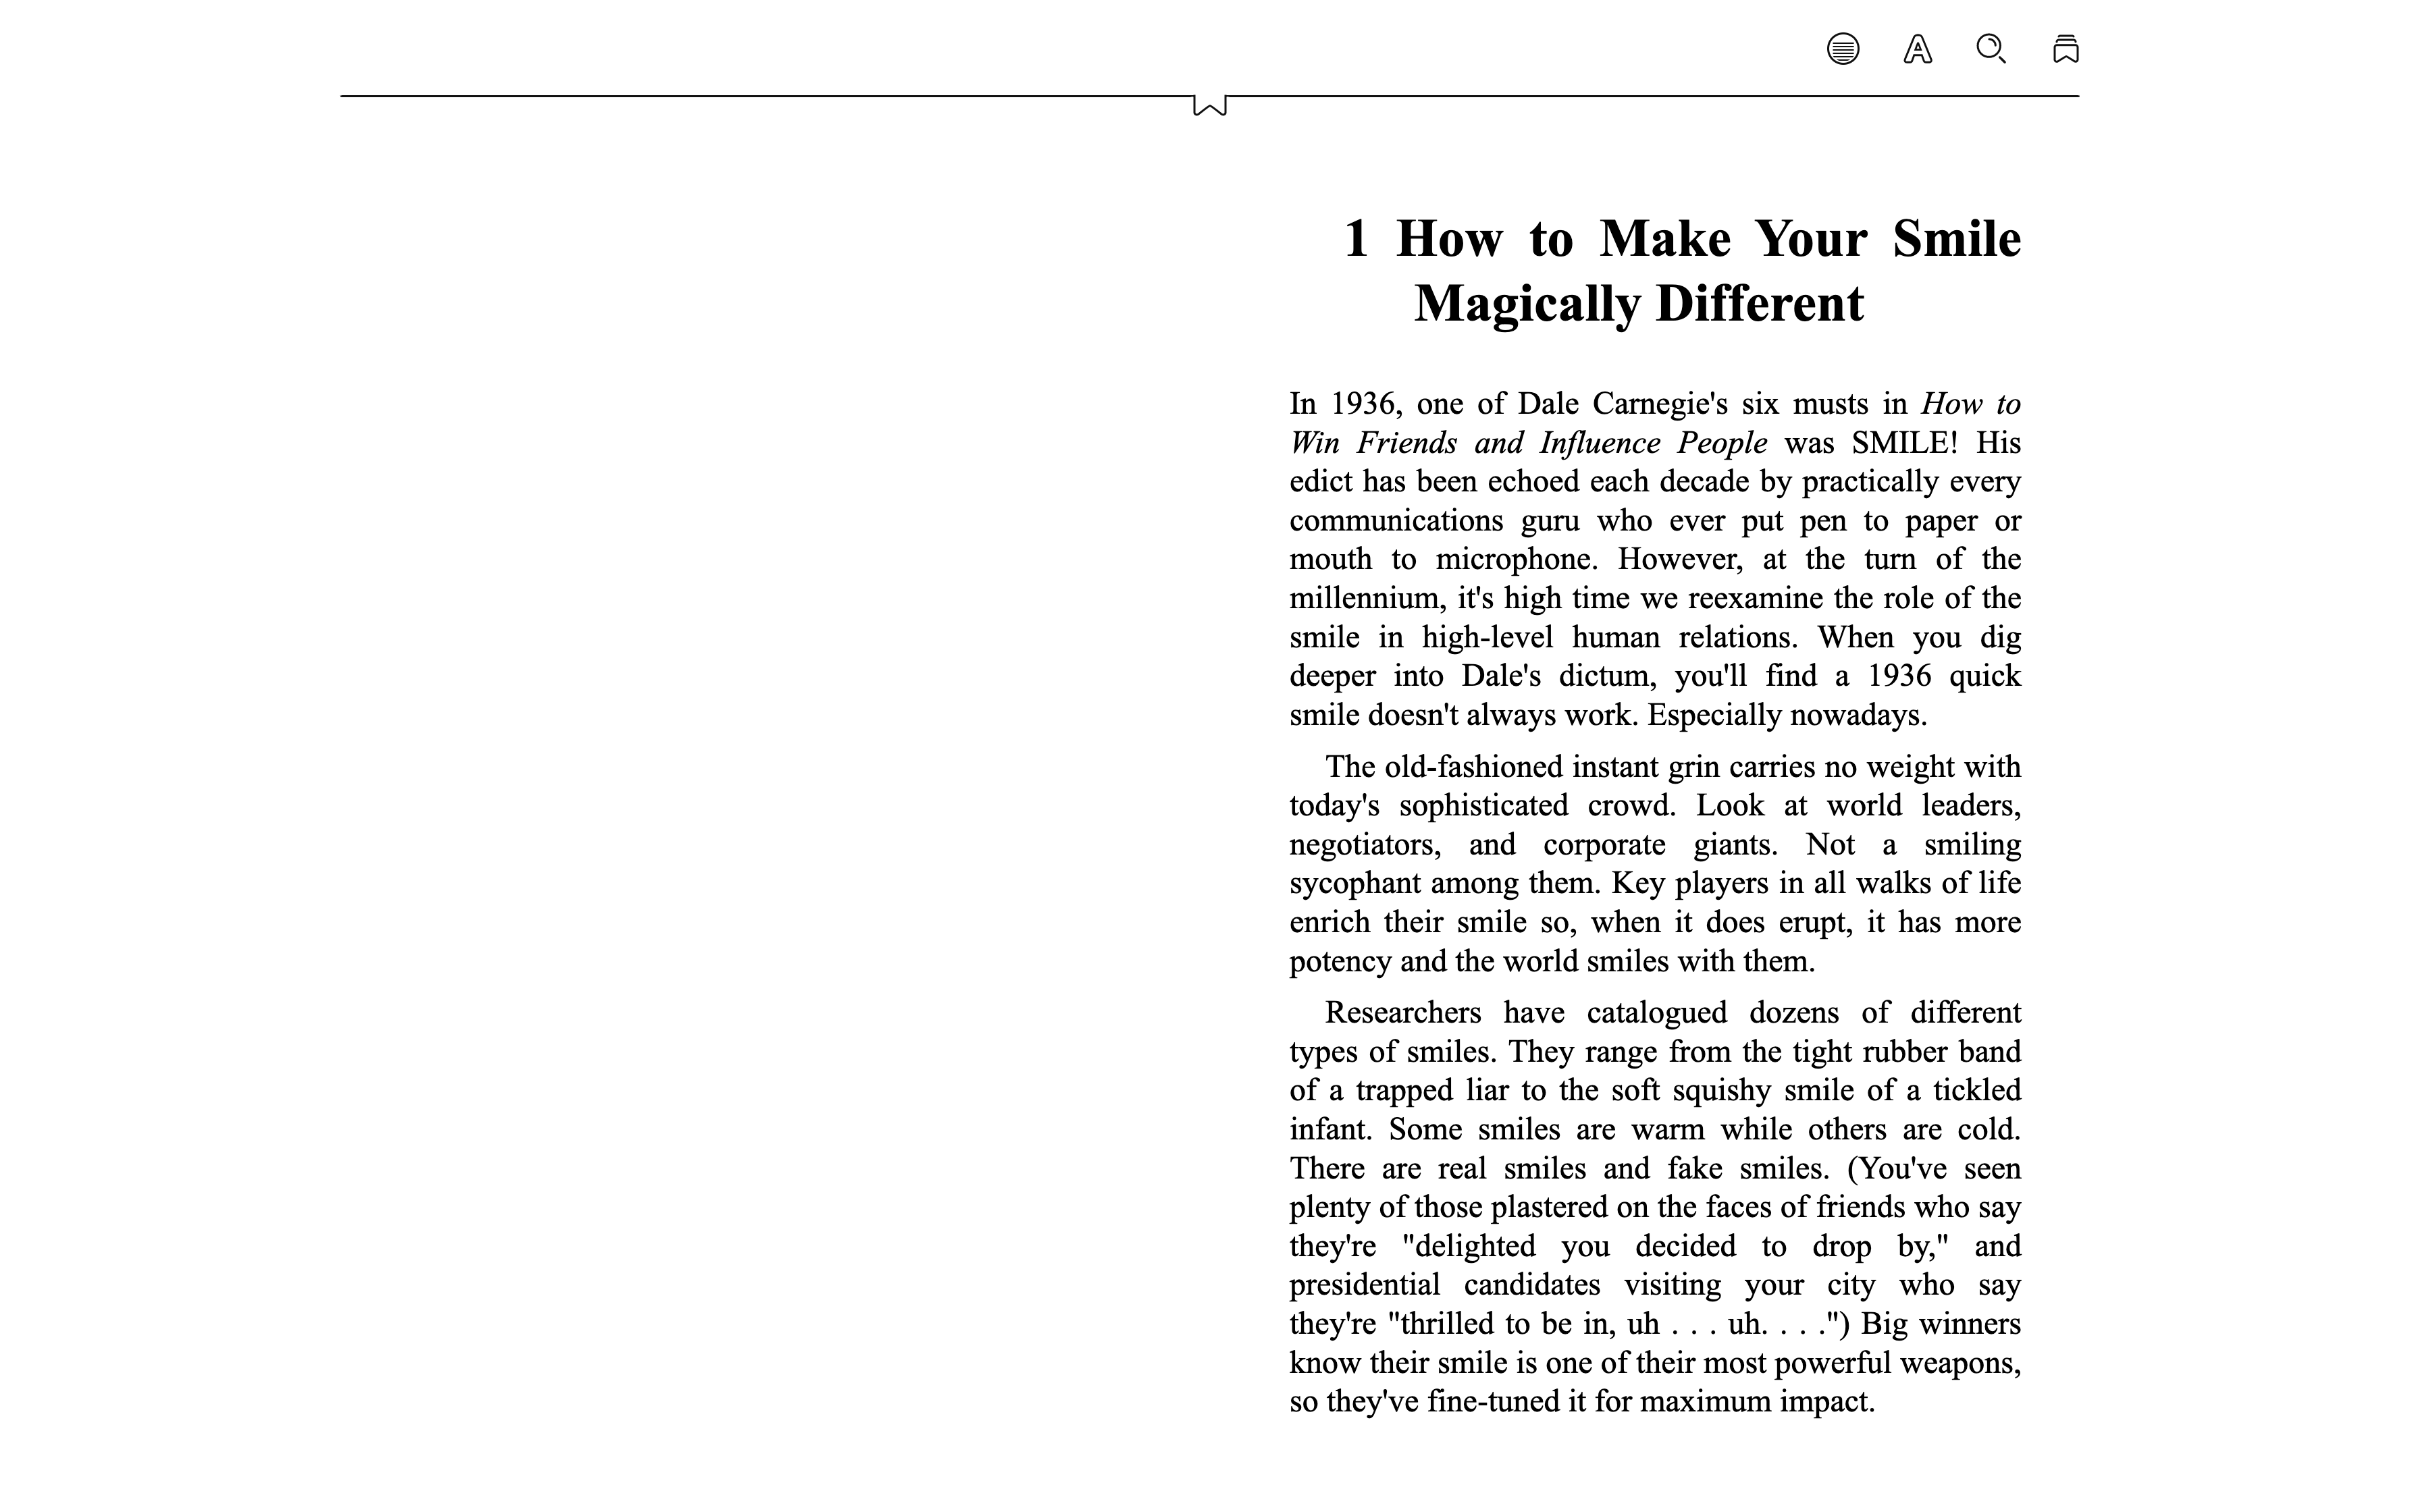 1 How to Make Your Smile
Magically Different
In 1936, one of Dale Carnegie's six musts in How to
Win Friends and Influence People was SMILE! His
edict has been echoed each decade by practically every
communications guru who ever put pen to paper or
mouth to microphone. However, at the turn of the
millennium, it's high time we reexamine the role of the
smile in high-level human relations. When you dig
deeper into Dale's dictum, you'll find a 1936 quick
smile doesn't always work. Especially nowadays.
The old-fashioned instant grin carries no weight with
today's sophisticated crowd. Look at world leaders,
negotiators, and corporate giants. Not a smiling
sycophant among them. Key players in all walks of life
enrich their smile so, when it does erupt, it has more
potency and the world smiles with them.
Researchers have catalogued dozens of different
types of smiles. They range from the tight rubber band
of a trapped liar to the soft squishy smile of a tickled
infant. Some smiles are warm while others are cold.
There are real smiles and fake smiles. (You've seen
plenty of those plastered on the faces of friends who say
they're "delighted you decided to drop by," and
presidential candidates visiting your city who say
they're "thrilled to be in, uh . . . uh. . . .") Big winners
know their smile is one of their most powerful weapons,
so they've fine-tuned it for maximum impact.